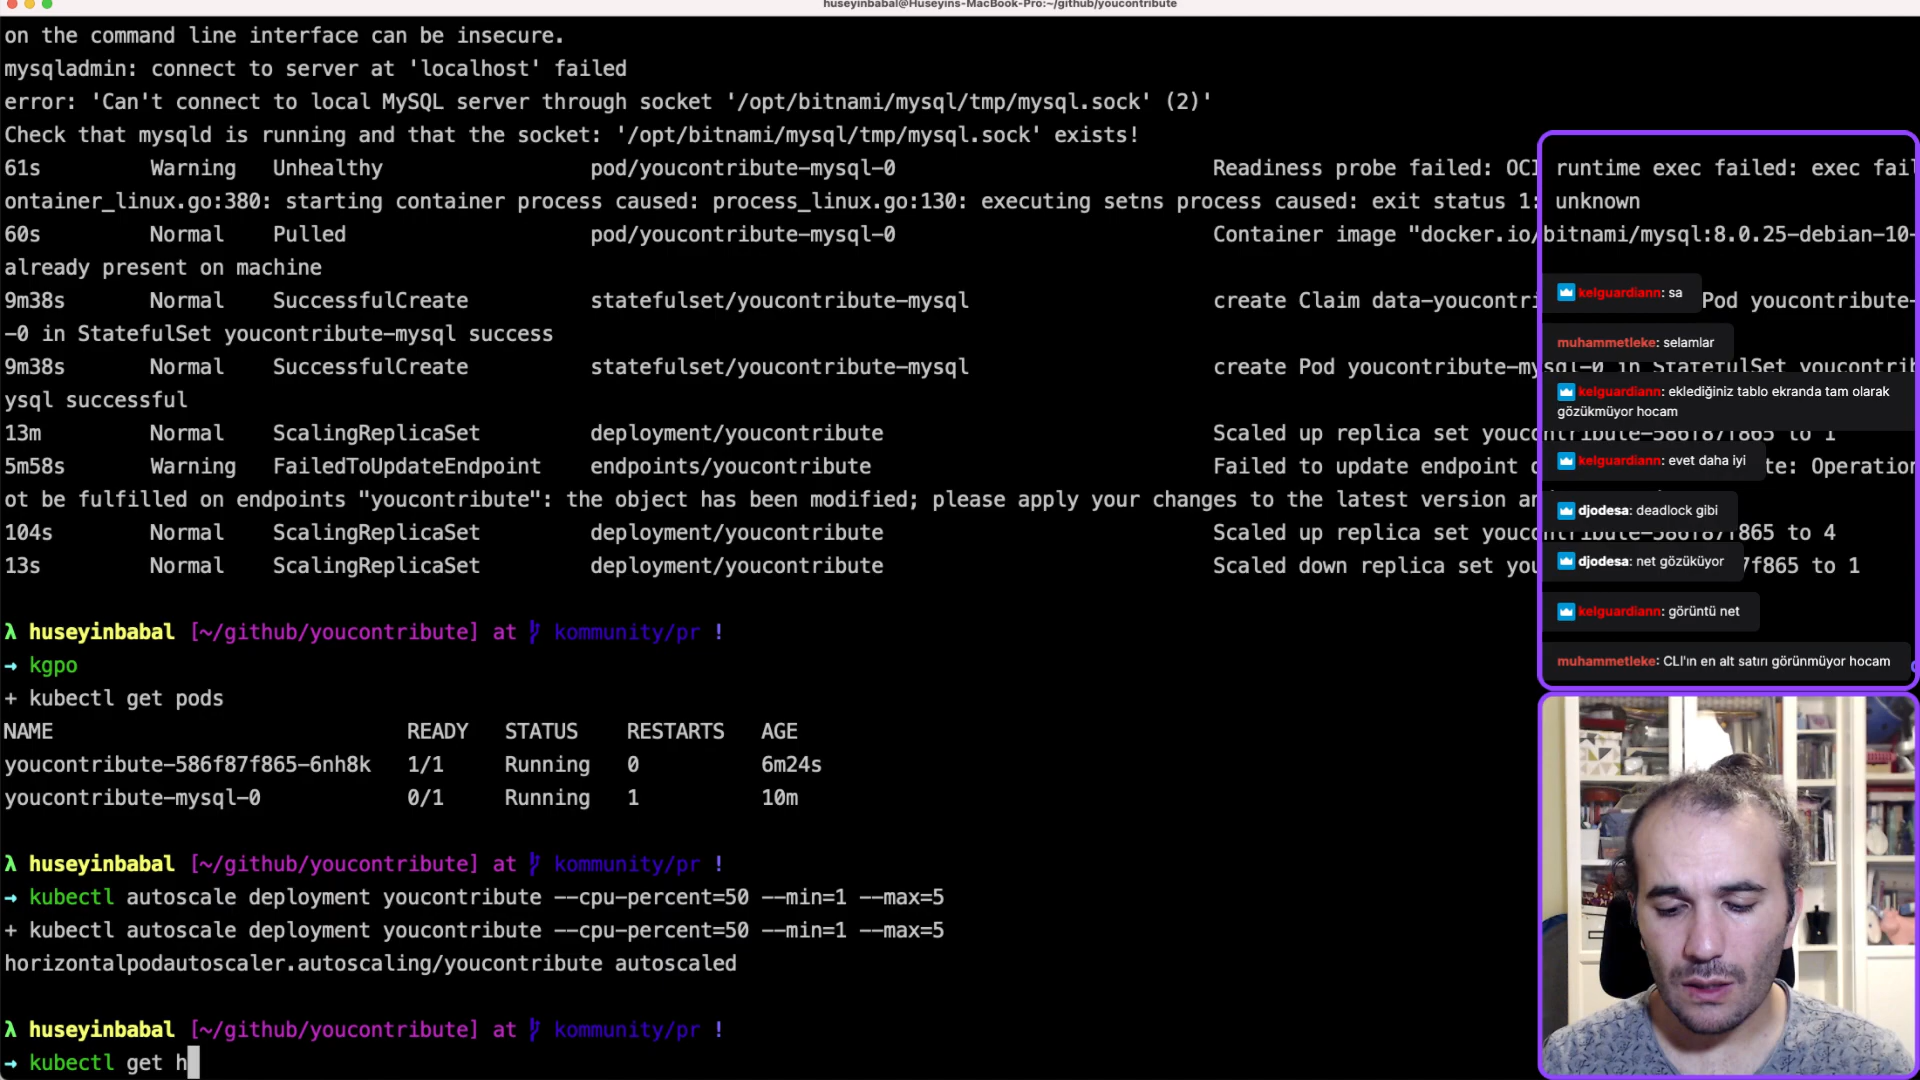 huseyinbabal@Huseyins-MacBook-Pro:~/github/youcontribute
on the command line interface can be insecure.
mysqladmin: connect to server at 'localhost' failed
error: 'Can't connect to local MySQL server through socket '/opt/bitnami/mysql/tmp/mysql.sock' (2)'
Check that mysqld is running and that the socket: '/opt/bitnami/mysql/tmp/mysql.sock' exists!
61s Warning Unhealthy pod/youcontribute-mysql-0 Readiness probe failed: OCI runtime exec failed: exec fail
ontainer_linux.go:380: starting container process caused: process_linux.go:130: executing setns process caused: exit status 1: unknown
60s Normal Pulled pod/youcontribute-mysql-0 Container image "docker.io/bitnami/mysql:8.0.25-debian-10-
already present on machine
9m38s Normal SuccessfulCreate statefulset/youcontribute-mysql create Claim data-youcontri Pod youcontribute-
-0 in StatefulSet youcontribute-mysql success
9m38s Normal SuccessfulCreate statefulset/youcontribute-mysql create Pod youcontribute-mysql-0 in StatefulSet youcontrib
ysql successful
13m Normal ScalingReplicaSet deployment/youcontribute Scaled up replica set youcontribute-586f87f865 to 1
5m58s Warning FailedToUpdateEndpoint endpoints/youcontribute Failed to update endpoint te: Operation
ot be fulfilled on endpoints "youcontribute": the object has been modified; please apply your changes to the latest version
104s Normal ScalingReplicaSet deployment/youcontribute Scaled up replica set youcontribute-586f87f865 to 4
13s Normal ScalingReplicaSet deployment/youcontribute Scaled down replica set you 7f865 to 1
λ huseyinbabal [~/github/youcontribute] at kommunity/pr !
→ kgpo
+ kubectl get pods
NAME READY STATUS RESTARTS AGE
youcontribute-586f87f865-6nh8k 1/1 Running 0 6m24s
youcontribute-mysql-0 0/1 Running 1 10m
λ huseyinbabal [~/github/youcontribute] at kommunity/pr !
→ kubectl autoscale deployment youcontribute --cpu-percent=50 --min=1 --max=5
+ kubectl autoscale deployment youcontribute --cpu-percent=50 --min=1 --max=5
horizontalpodautoscaler.autoscaling/youcontribute autoscaled
λ huseyinbabal [~/github/youcontribute] at kommunity/pr !
→ kubectl get h
kelguardiann: sa
muhammetleke: selamlar
kelguardiann: eklediğiniz tablo ekranda tam olarak
gözükmüyor hocam
kelguardiann: evet daha iyi
djodesa: deadlock gibi
djodesa: net gözüküyor
kelguardiann: görüntü net
muhammetleke: CLI'ın en alt satırı görünmüyor hocam